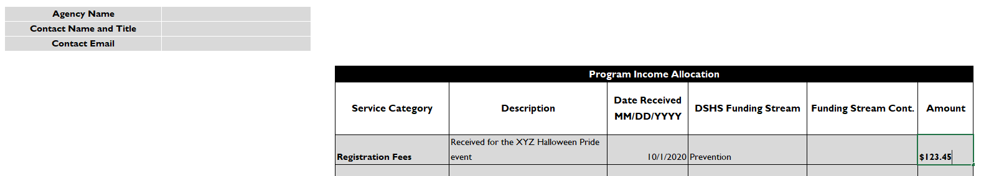 Agency Name
Contact Name and Title
Contact Email
Program Income Allocation
Service Category
Description
Date Received
MM/DD/YYYY
DSHS Funding Stream
Funding Stream Cont.
Amount
Registration Fees
Received for the XYZ Halloween Pride
event
10/1/2020
Prevention
$123.45